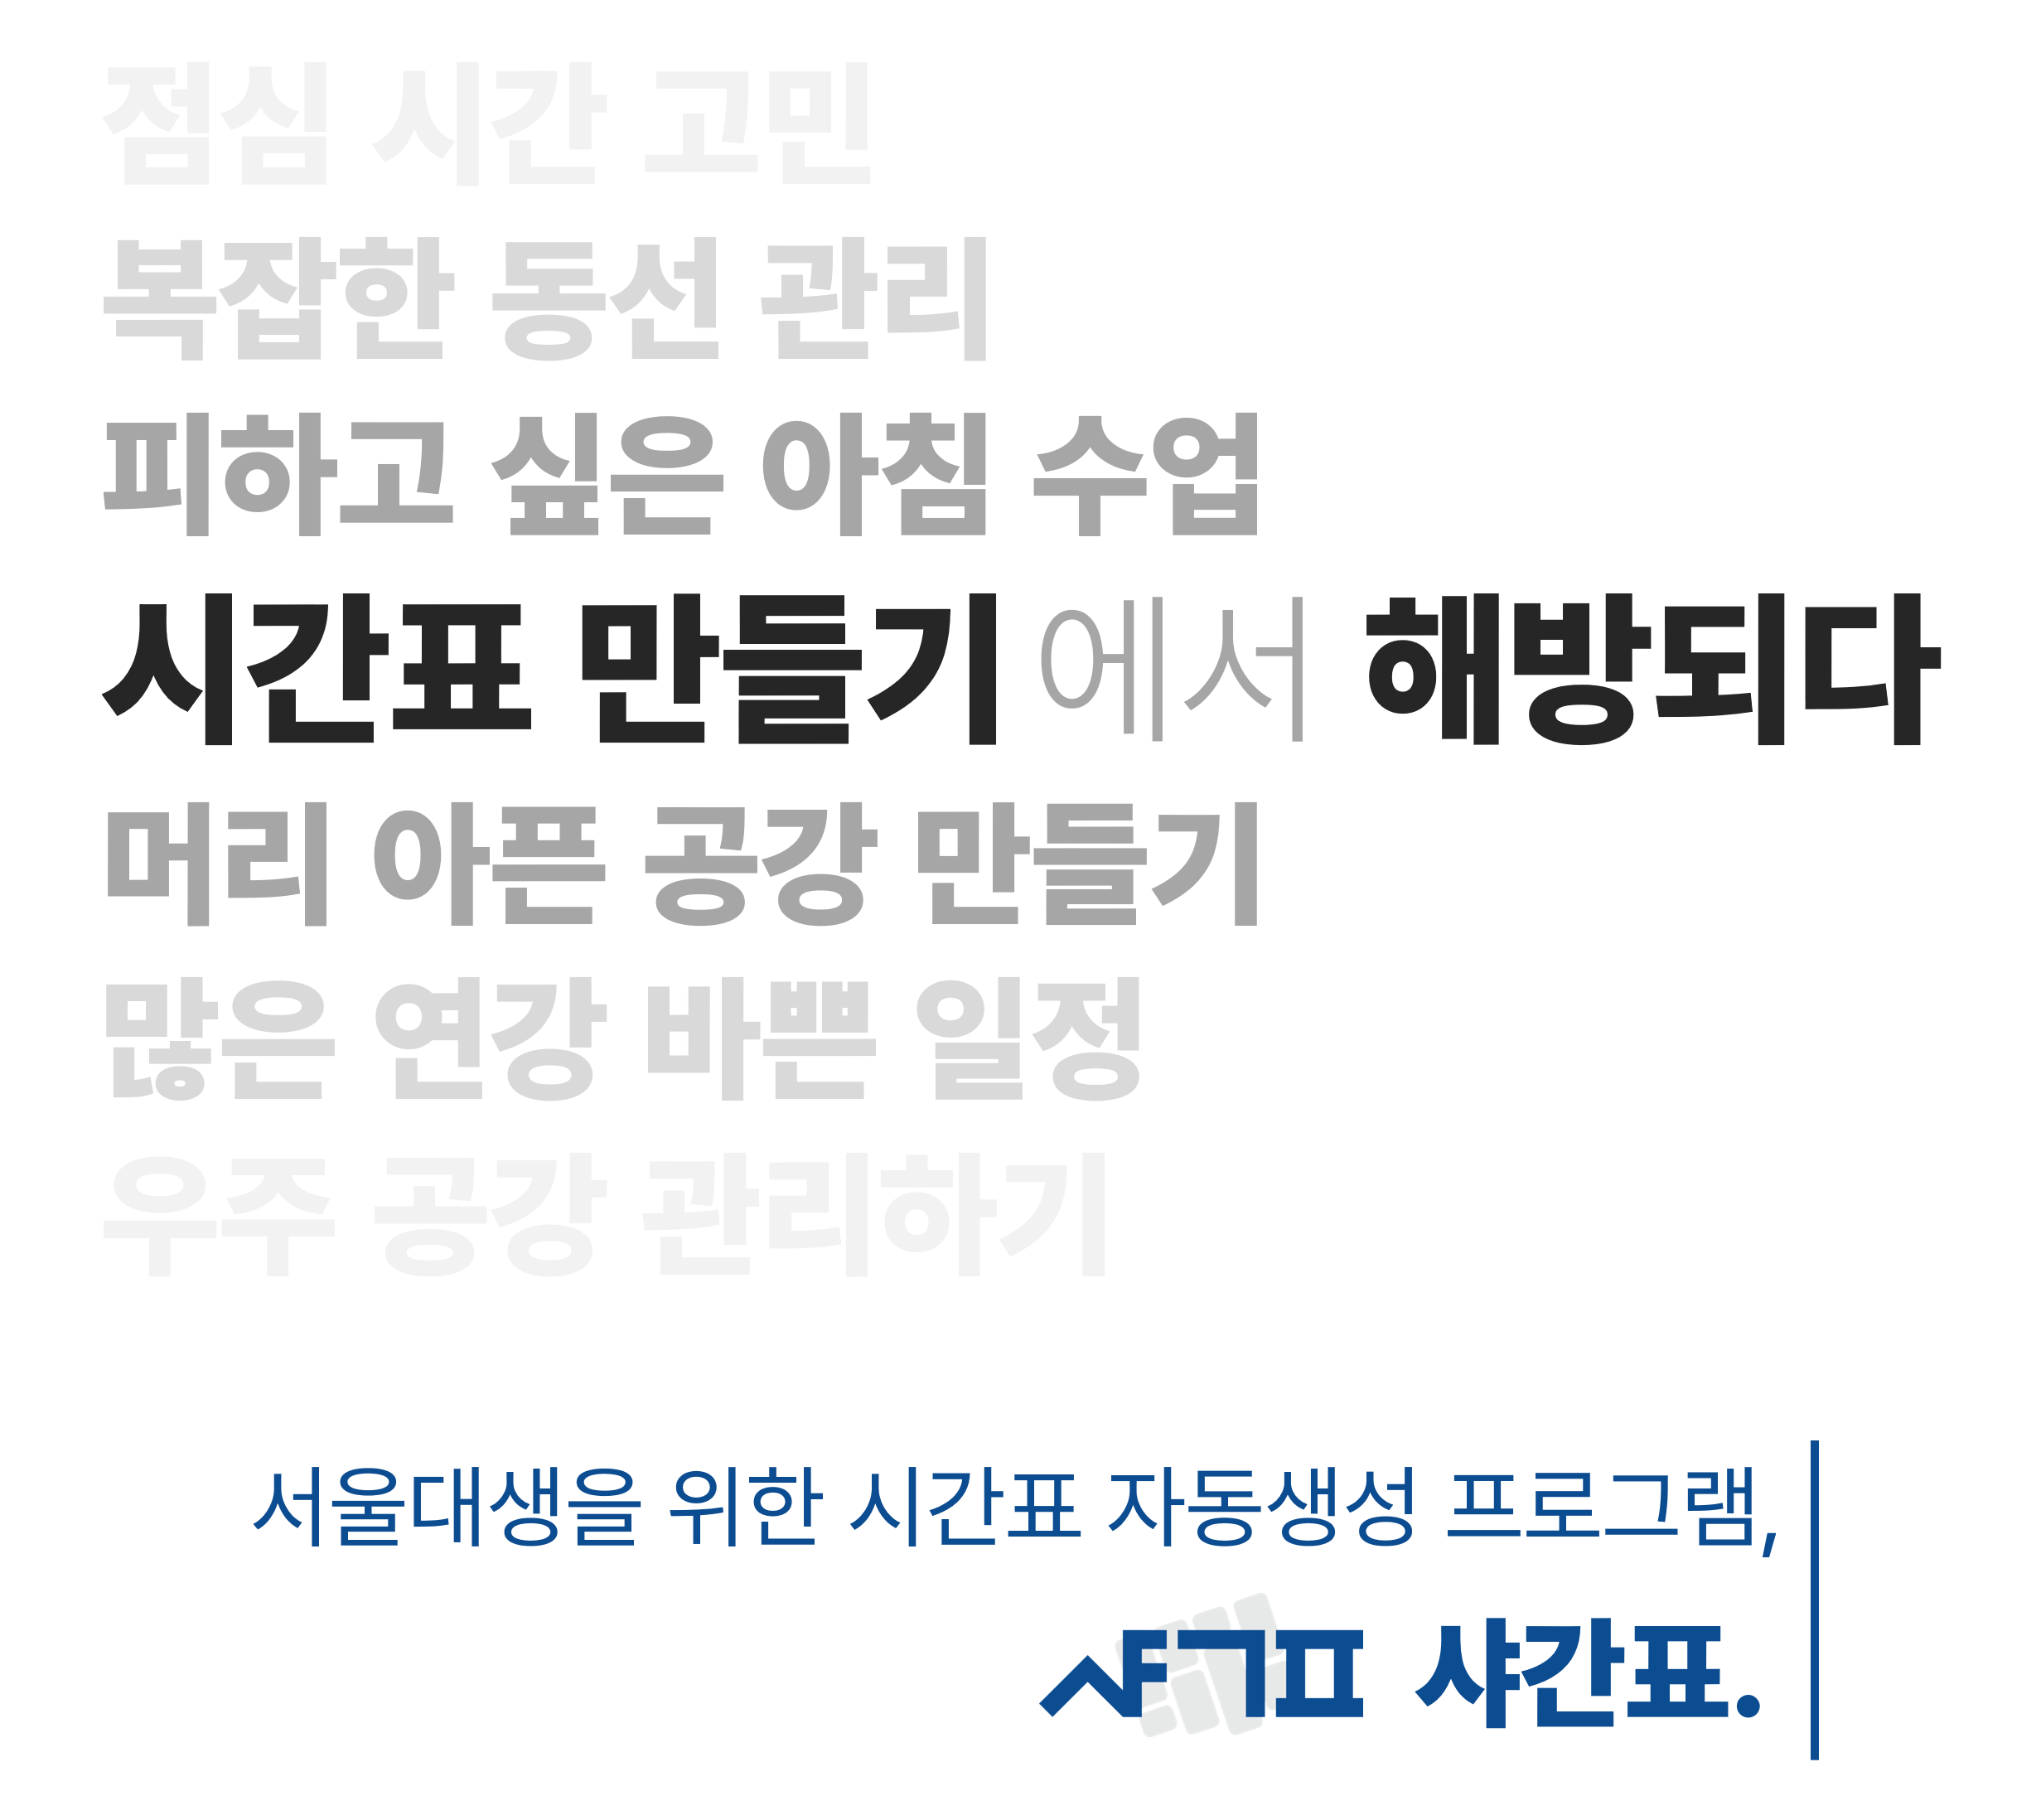 점심 시간 고민
복잡한 동선 관리
피하고 싶은 아침 수업
시간표 만들기에서 해방되다
머리 아픈 공강 만들기
많은 연강 빠른 일정
우주 공강 관리하기
서울대생을 위한 시간표 자동생성 프로그램,
샤간표 샤간표.